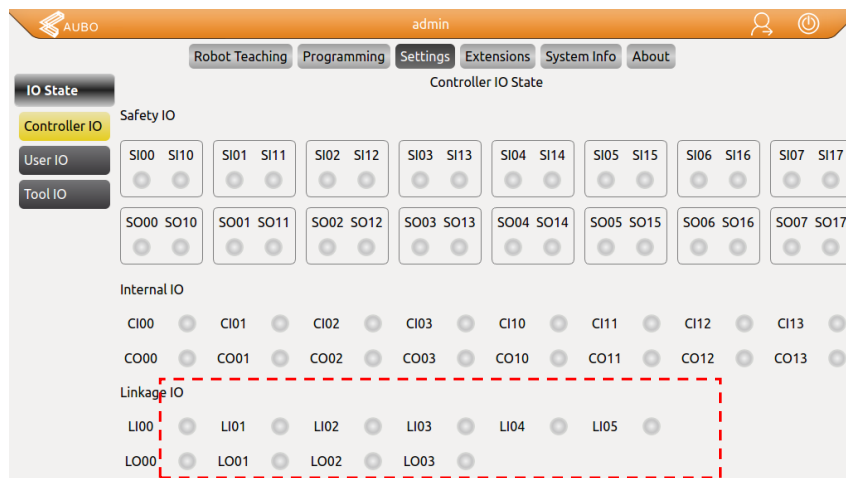 AUBO admin
Robot Teaching Programming Settings Extensions System Info About
IO State
Controller IO
User IO
Tool IO
Controller IO State
Safety IO
SI00 SI10 SI01 SI11 SI02 SI12 SI03 SI13 SI04 SI14 SI05 SI15 SI06 SI16 SI07 SI17
SO00 SO10 SO01 SO11 SO02 SO12 SO03 SO13 SO04 SO14 SO05 SO15 SO06 SO16 SO07 SO17
Internal IO
CI00 CI01 CI02 CI03 CI10 CI11 CI12 CI13
CO00 CO01 CO02 CO03 CO10 CO11 CO12 CO13
Linkage IO
LI00 LI01 LI02 LI03 LI04 LI05
LO00 LO01 LO02 LO03